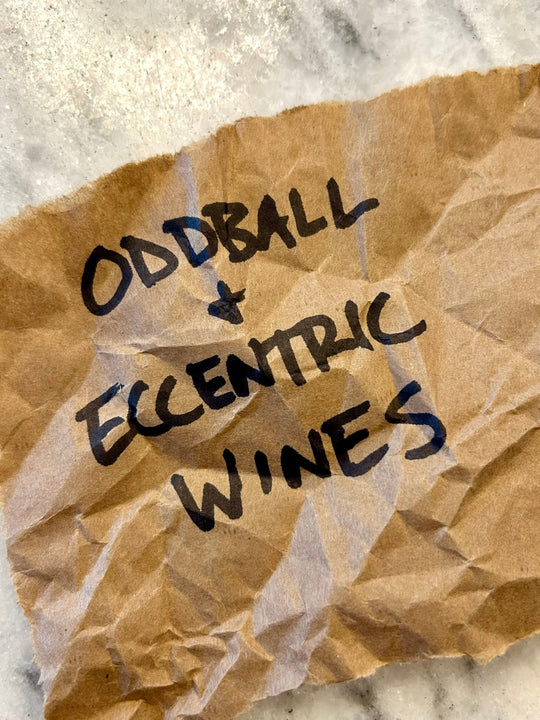 ODDBALL
+
ECCENTRIC
WINES